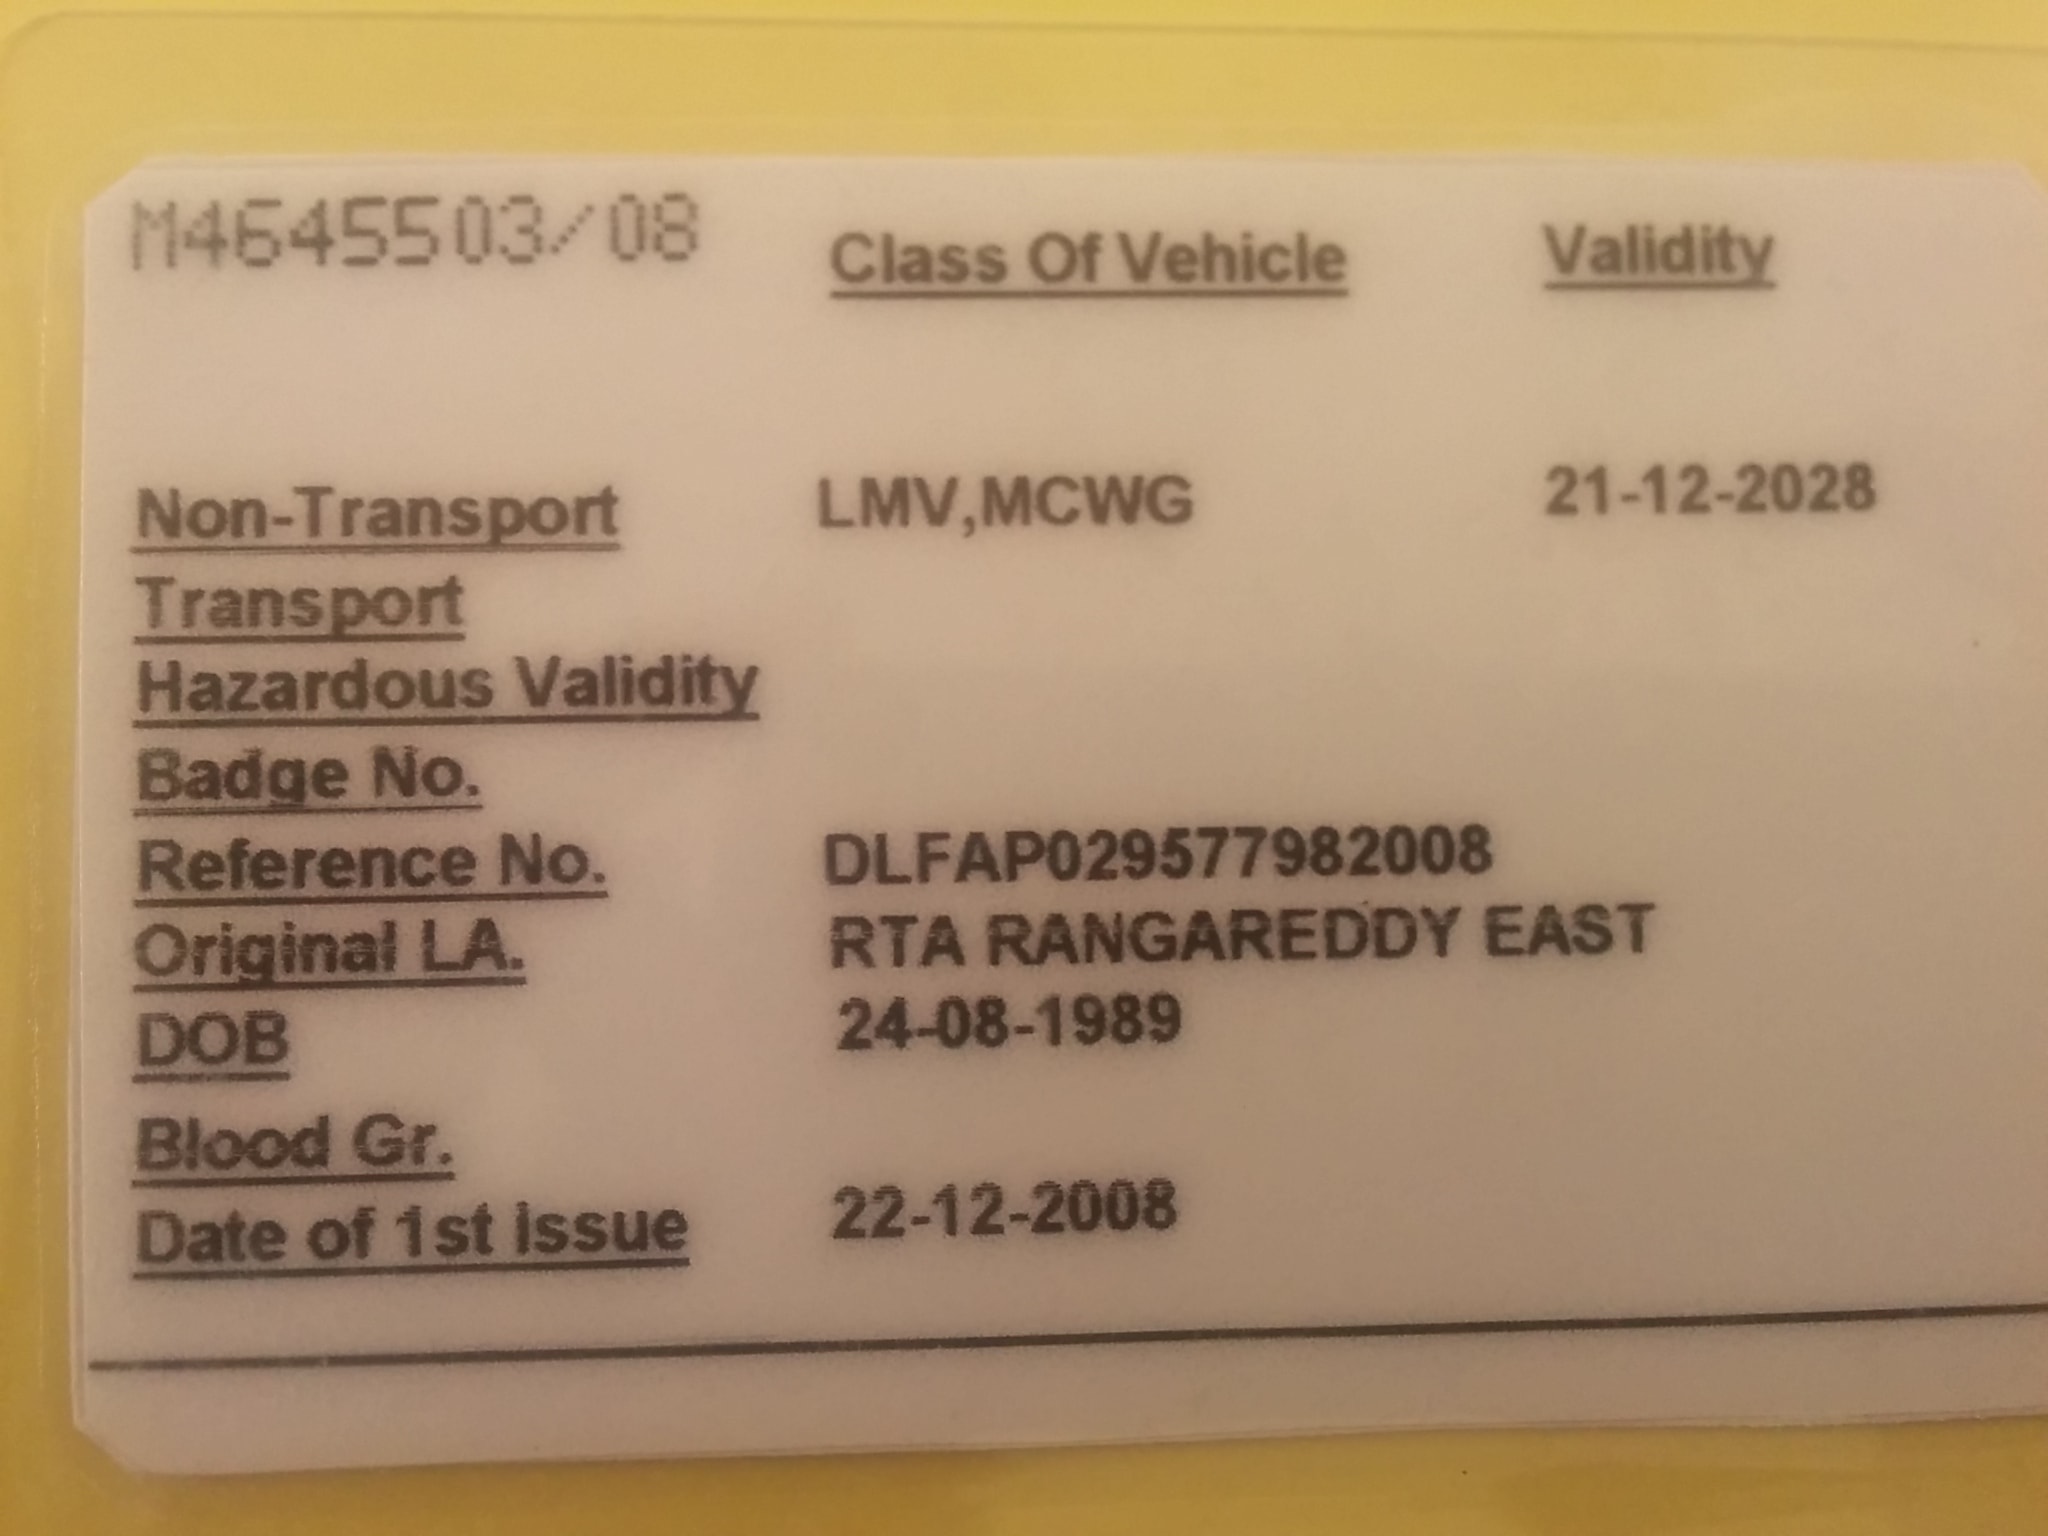 M4645503/08 Class Of Vehicle Validity
Non-Transport LMV,MCWG 21-12-2028
Transport
Hazardous Validity
Badge No.
Reference No. DLFAP029577982008
Original LA. RTA RANGAREDDY EAST
DOB 24-08-1989
Blood Gr.
Date of 1st issue 22-12-2008